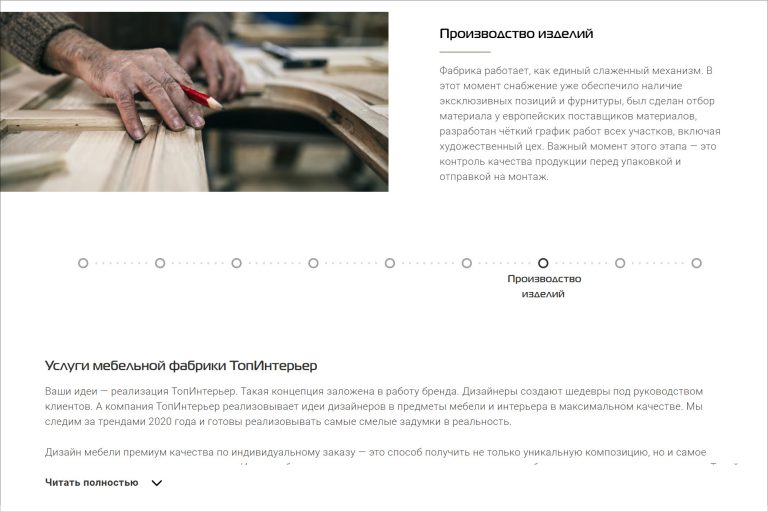 Производство изделий
Фабрика работает, как единый слаженный механизм. В
этот момент снабжение уже обеспечило наличие
эксклюзивных позиций и фурнитуры, был сделан отбор
материала у европейских поставщиков материалов,
разработан чёткий график работ всех участков, включая
художественный цех. Важный момент этого этапа — это
контроль качества продукции перед упаковкой и
отправкой на монтаж.
Производство
изделий
Услуги мебельной фабрики ТопИнтерьер
Ваши идеи — реализация ТопИнтерьер. Такая концепция заложена в работу бренда. Дизайнеры создают шедевры под руководством
клиентов. А компания ТопИнтерьер реализовывает идеи дизайнеров в предметы мебели и интерьера в максимальном качестве. Мы
следим за трендами 2020 года и готовы реализовывать самые смелые задумки в реальность.
Дизайн мебели премиум качества по индивидуальному заказу — это способ получить не только уникальную композицию, но и самое
Читать полностью